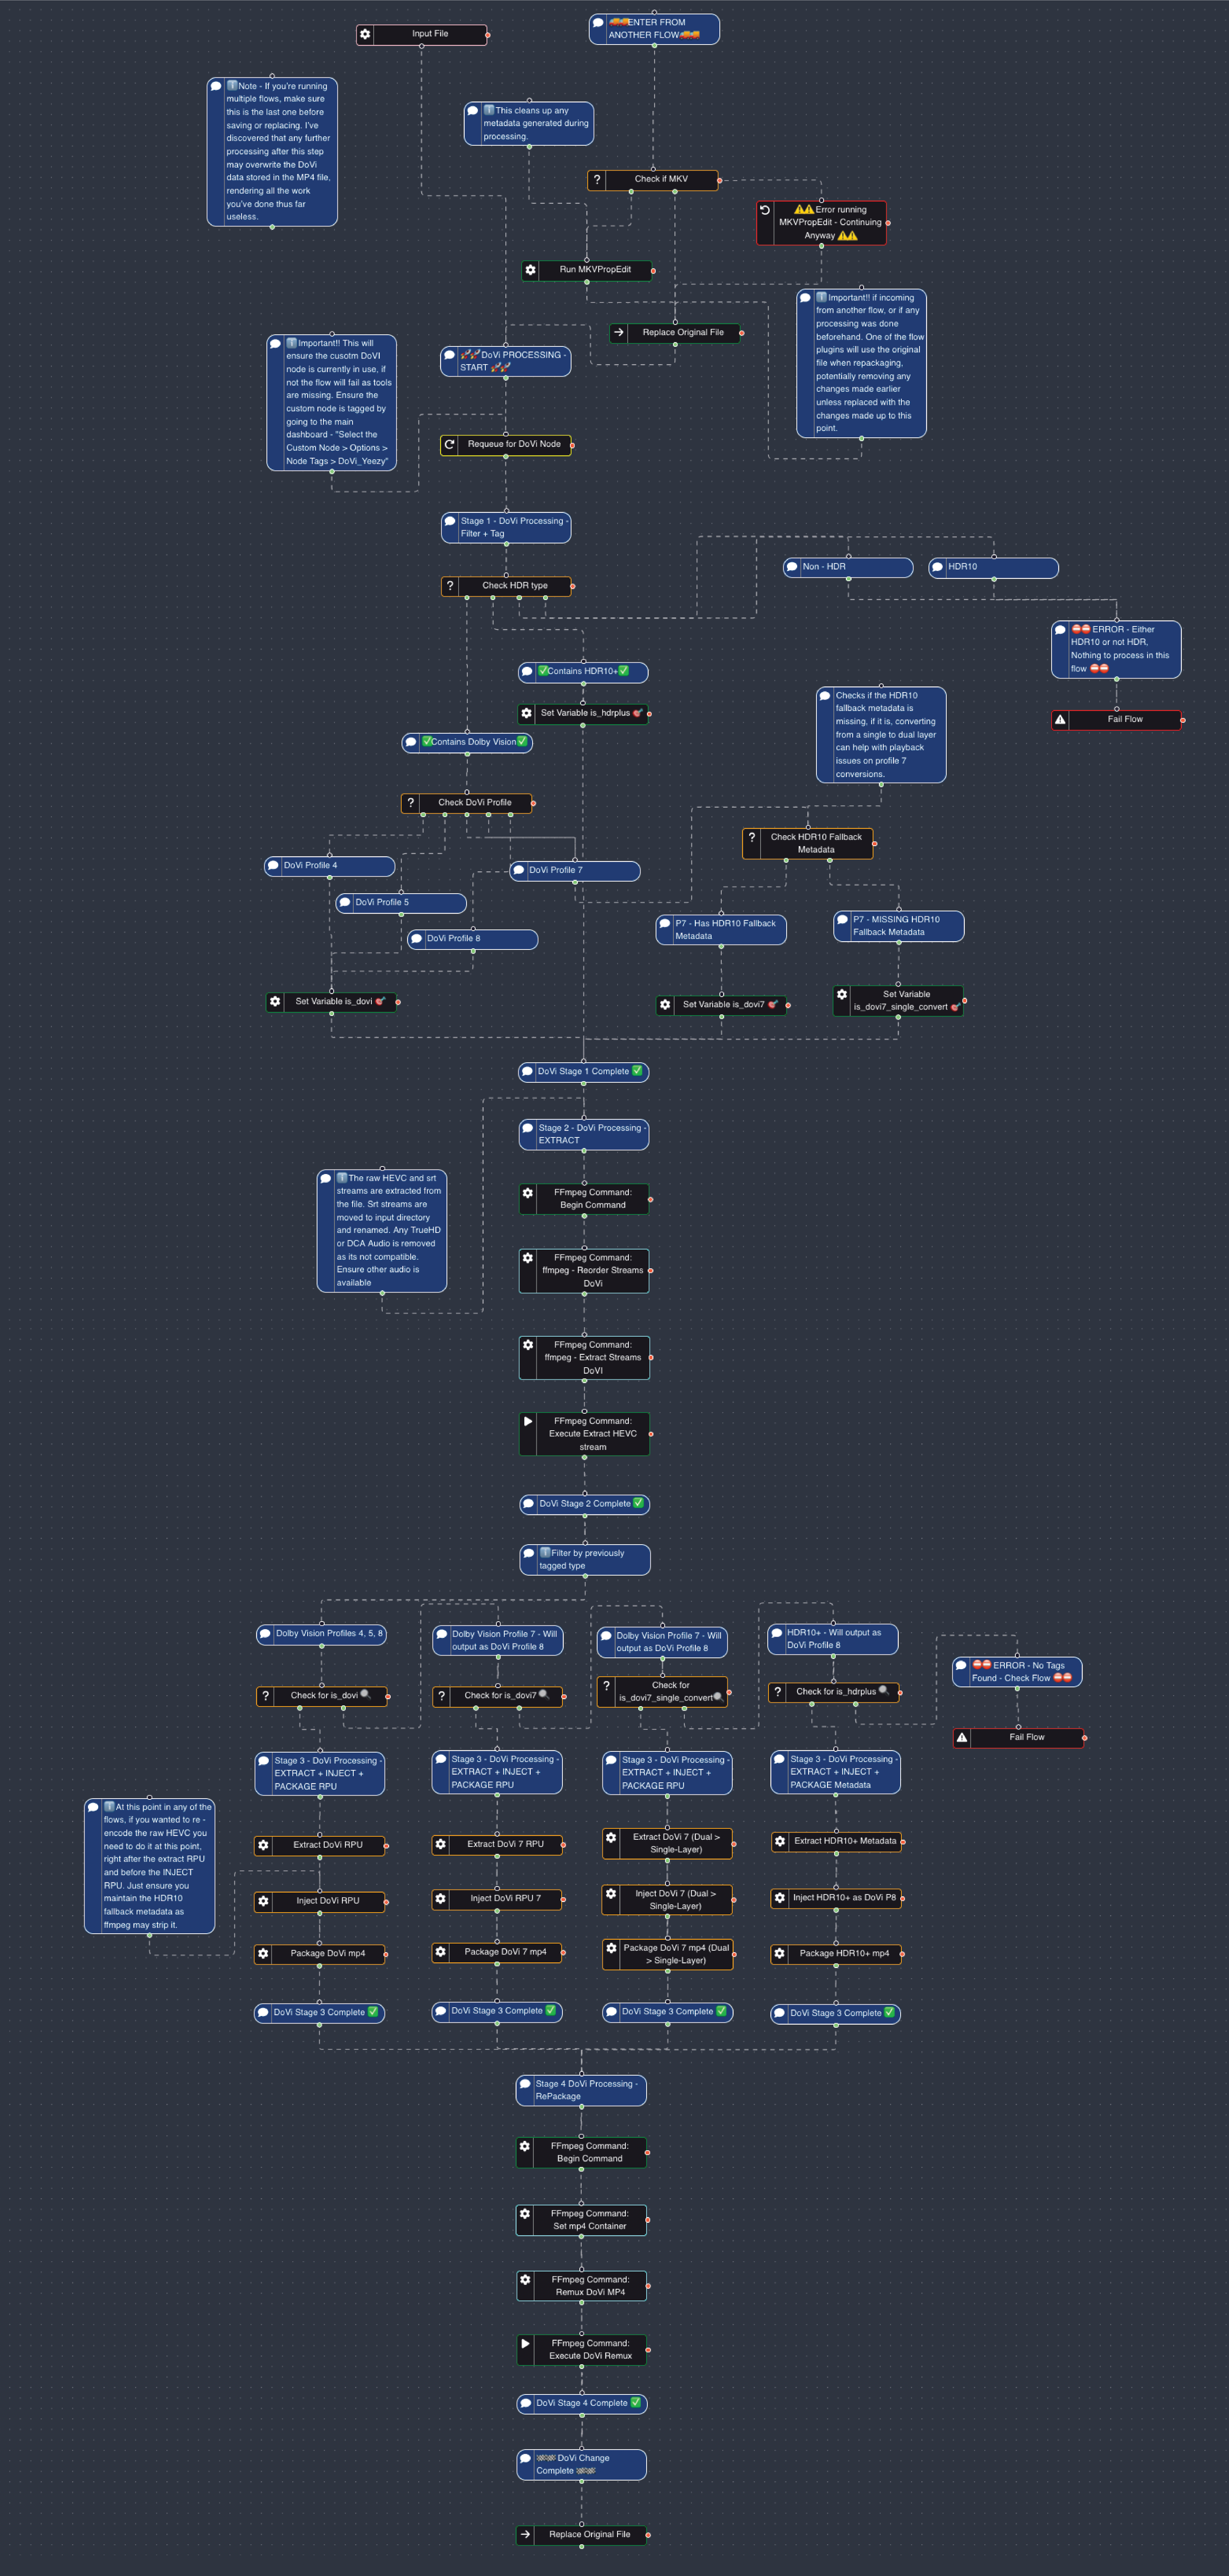 Input File
ENTER FROM
ANOTHER FLOW
Note - If you're running
multiple flows, make sure
this is the last one before
saving or replacing. I've
discovered that any further
processing after this step
may overwrite the DoVi
data stored in the MP4 file,
rendering all the work
you've done thus far
useless.
This cleans up any
metadata generated during
processing.
Check if MKV
Error running
MKVPropEdit - Continuing
Anyway
Run MKVPropEdit
Important!! if incoming
from another flow, or if any
processing was done
beforehand. One of the flow
plugins will use the original
file when repackaging,
potentially removing any
changes made earlier
unless replaced with the
changes made up to this
point.
Replace Original File
Important!! This will
ensure the cusotm DoVI
node is currently in use, if
not the flow will fail as tools
are missing. Ensure the
custom node is tagged by
going to the main
dashboard - "Select the
Custom Node > Options >
Node Tags > DoVi_Yeezy"
DoVi PROCESSING -
START
Requeue for DoVi Node
Stage 1 - DoVi Processing -
Filter + Tag
Check HDR type
Non - HDR
HDR10
ERROR - Either
HDR10 or not HDR,
Nothing to process in this
flow
Fail Flow
Contains HDR10+
Set Variable is_hdrplus
Contains Dolby Vision
Checks if the HDR10
fallback metadata is
missing, if it is, converting
from a single to dual layer
can help with playback
issues on profile 7
conversions.
Check DoVi Profile
Check HDR10 Fallback
Metadata
DoVi Profile 4
DoVi Profile 7
DoVi Profile 5
DoVi Profile 8
P7 - Has HDR10 Fallback
Metadata
P7 - MISSING HDR10
Fallback Metadata
Set Variable is_dovi
Set Variable is_dovi7
Set Variable
is_dovi7_single_convert
DoVi Stage 1 Complete
Stage 2 - DoVi Processing -
EXTRACT
The raw HEVC and srt
streams are extracted from
the file. Srt streams are
moved to input directory
and renamed. Any TrueHD
or DCA Audio is removed
as its not compatible.
Ensure other audio is
available
FFmpeg Command:
Begin Command
FFmpeg Command:
ffmpeg - Reorder Streams
DoVi
FFmpeg Command:
ffmpeg - Extract Streams
DoVI
FFmpeg Command:
Execute Extract HEVC
stream
DoVi Stage 2 Complete
Filter by previously
tagged type
Dolby Vision Profiles 4, 5, 8
Dolby Vision Profile 7 - Will
output as DoVi Profile 8
Dolby Vision Profile 7 - Will
output as DoVi Profile 8
HDR10+ - Will output as
DoVi Profile 8
ERROR - No Tags
Found - Check Flow
Check for is_dovi
Check for is_dovi7
Check for
is_dovi7_single_convert
Check for is_hdrplus
Fail Flow
Stage 3 - DoVi Processing -
EXTRACT + INJECT +
PACKAGE RPU
Stage 3 - DoVi Processing -
EXTRACT + INJECT +
PACKAGE RPU
Stage 3 - DoVi Processing -
EXTRACT + INJECT +
PACKAGE RPU
Stage 3 - DoVi Processing -
EXTRACT + INJECT +
PACKAGE Metadata
At this point in any of the
flows, if you wanted to re -
encode the raw HEVC you
need to do it at this point,
right after the extract RPU
and before the INJECT
RPU. Just ensure you
maintain the HDR10
fallback metadata as
ffmpeg may strip it.
Extract DoVi RPU
Extract DoVi 7 RPU
Extract DoVi 7 (Dual >
Single-Layer)
Extract HDR10+ Metadata
Inject DoVi RPU
Inject DoVi RPU 7
Inject DoVi 7 (Dual >
Single-Layer)
Inject HDR10+ as DoVi P8
Package DoVi mp4
Package DoVi 7 mp4
Package DoVi 7 mp4 (Dual
> Single-Layer)
Package HDR10+ mp4
DoVi Stage 3 Complete
DoVi Stage 3 Complete
DoVi Stage 3 Complete
DoVi Stage 3 Complete
Stage 4 DoVi Processing -
RePackage
FFmpeg Command:
Begin Command
FFmpeg Command:
Set mp4 Container
FFmpeg Command:
Remux DoVi MP4
FFmpeg Command:
Execute DoVi Remux
DoVi Stage 4 Complete
DoVi Change
Complete
Replace Original File